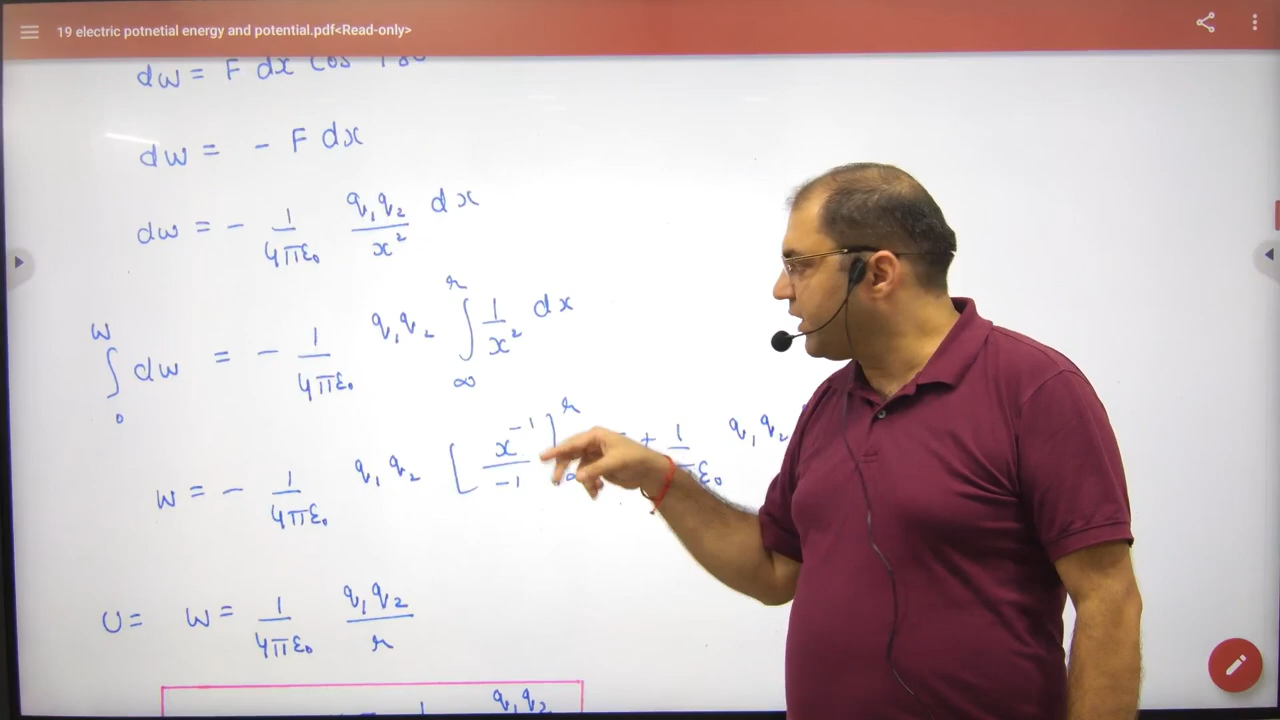 19 electric potnetial energy and potential.pdf<Read-only>
dw = F dx cos 180
dw = - F dx
dw = - 1/4πε₀ q₁q₂/x² dx
∫₀ᵂ dw = - 1/4πε₀ q₁q₂ ∫_∞^r 1/x² dx
w = - 1/4πε₀ q₁q₂ [ x⁻¹/-1 ]_∞^r = + 1/4πε₀ q₁q₂
U = w = 1/4πε₀ q₁q₂/r
q₁q₂